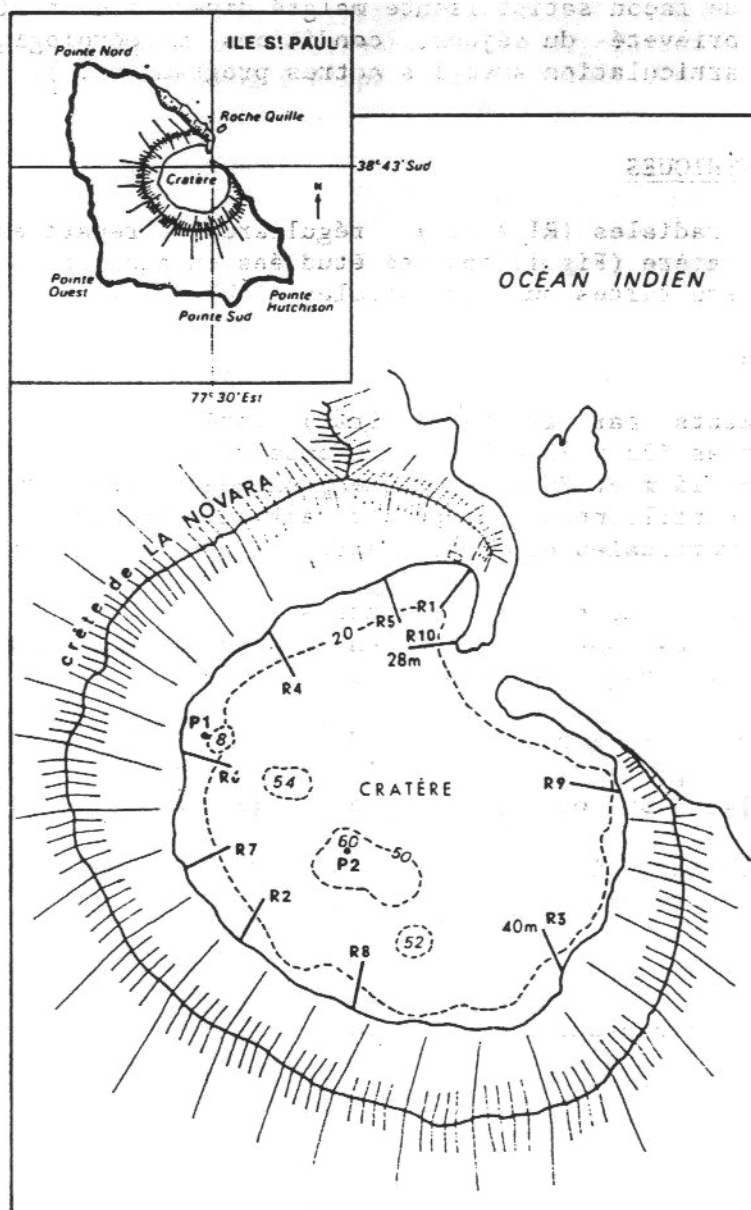 ILE St PAUL
Pointe Nord
Roche Quille
Cratère
38° 43' Sud
N
Pointe Ouest
Pointe Sud
Pointe Hutchison
77° 30' Est
OCÉAN INDIEN
crête de LA NOVARA
R5
R1
20
R10
28m
R4
P1
8
R6
54
CRATÈRE
R9
60
50
P2
R7
R2
R3
40m
52
R8